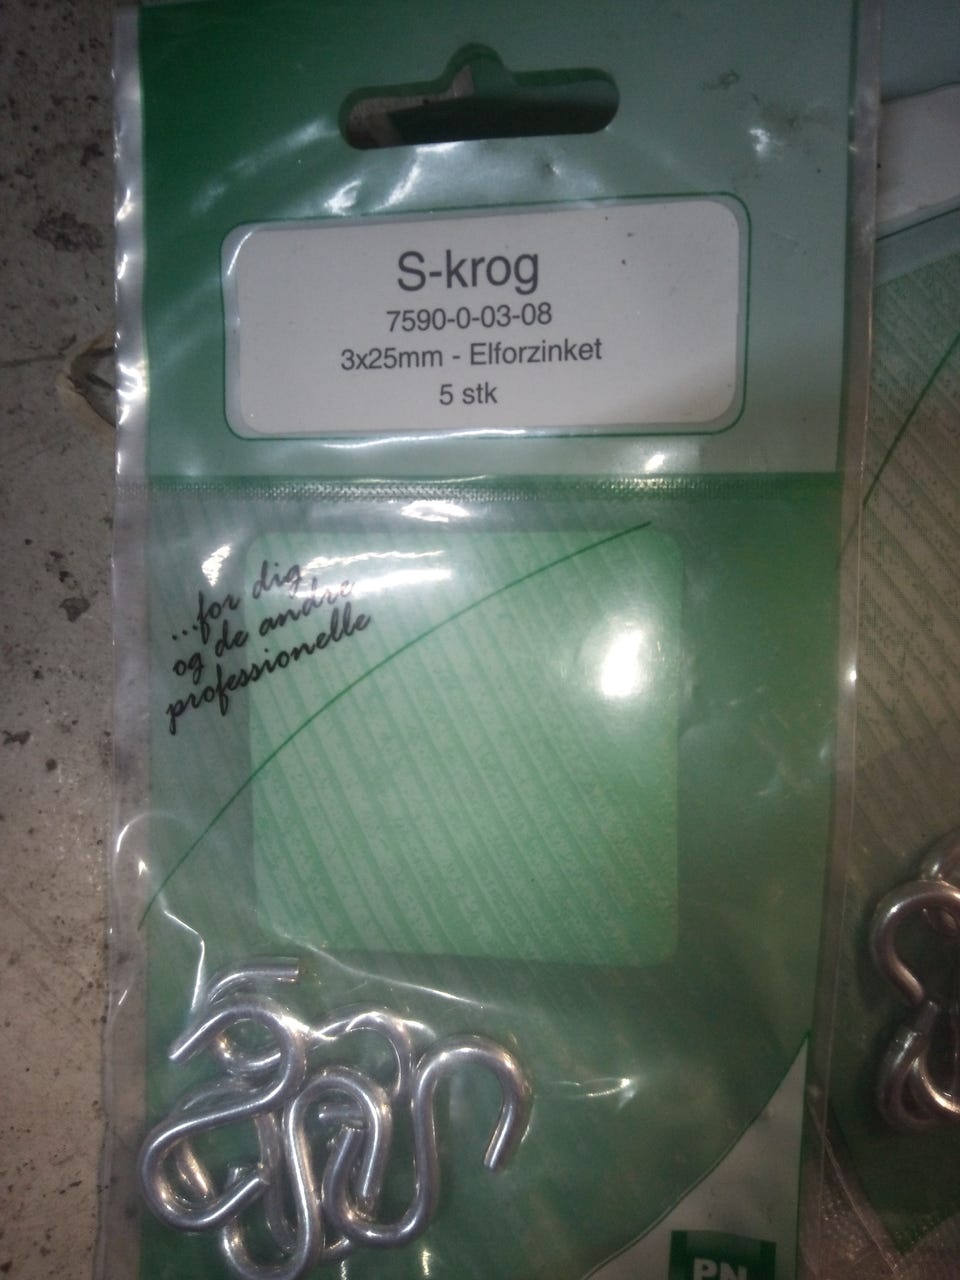 S-krog
7590-0-03-08
3x25mm - Elforzinket
5 stk
...for dig
og de andre
professionelle
PN